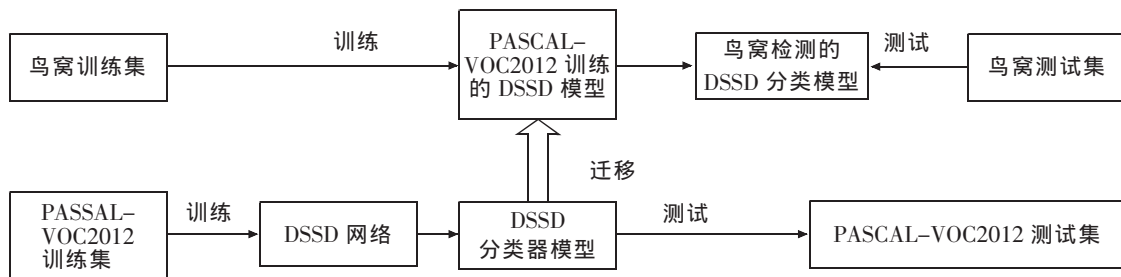 鸟窝训练集
训练
PASCAL–
VOC2012 训练
的 DSSD 模型
鸟窝检测的
DSSD 分类模型
测试
鸟窝测试集
迁移
PASSAL–
VOC2012
训练集
训练
DSSD 网络
DSSD
分类器模型
测试
PASCAL–VOC2012 测试集